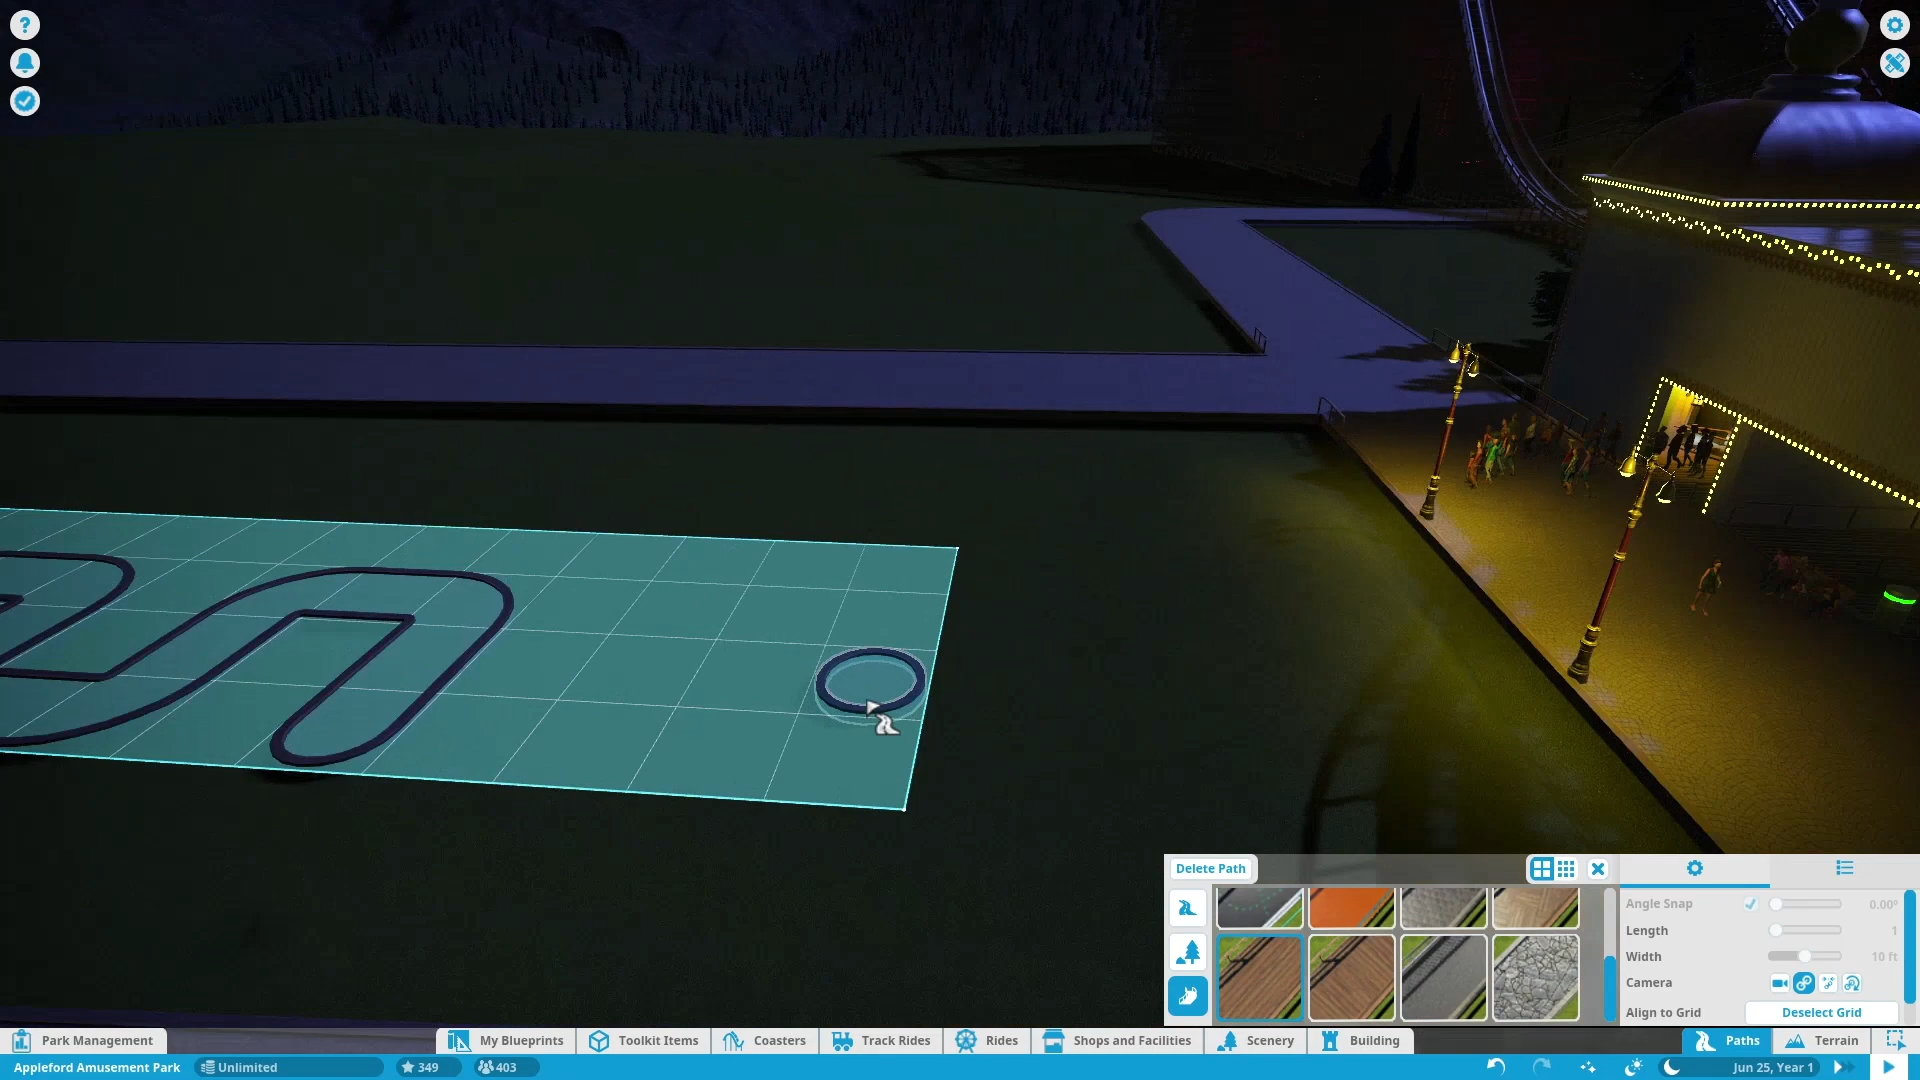 ?
Delete Path
Angle Snap 0.00°
Length 1
Width 10 ft
Camera
Align to Grid Deselect Grid
Park Management My Blueprints Toolkit Items Coasters Track Rides Rides Shops and Facilities Scenery Building Paths Terrain
Appleford Amusement Park Unlimited 349 403 Jun 25, Year 1